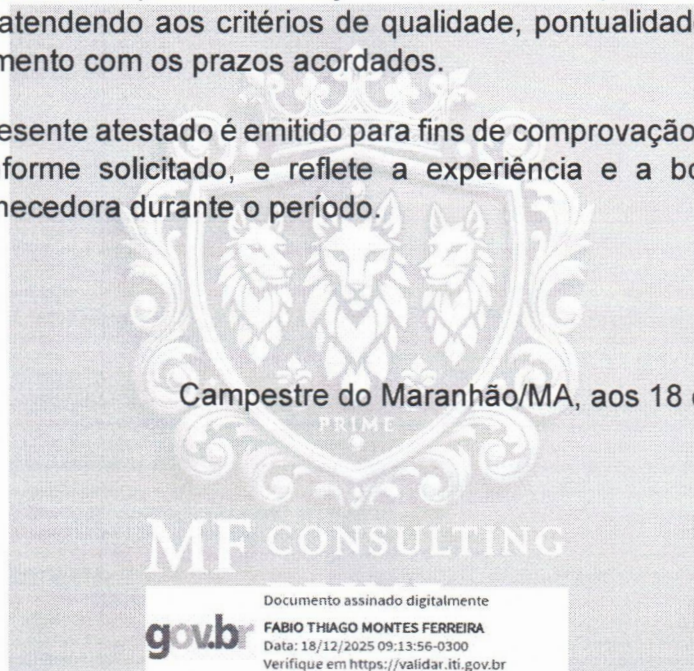 atendendo aos critérios de qualidade, pontualidad
mento com os prazos acordados.
esente atestado é emitido para fins de comprovação
forme solicitado, e reflete a experiência e a bo
necedora durante o período.
Campestre do Maranhão/MA, aos 18
PRIME
MF CONSULTING
Documento assinado digitalmente
gov.br
FABIO THIAGO MONTES FERREIRA
Data: 18/12/2025 09:13:56-0300
Verifique em https://validar.iti.gov.br